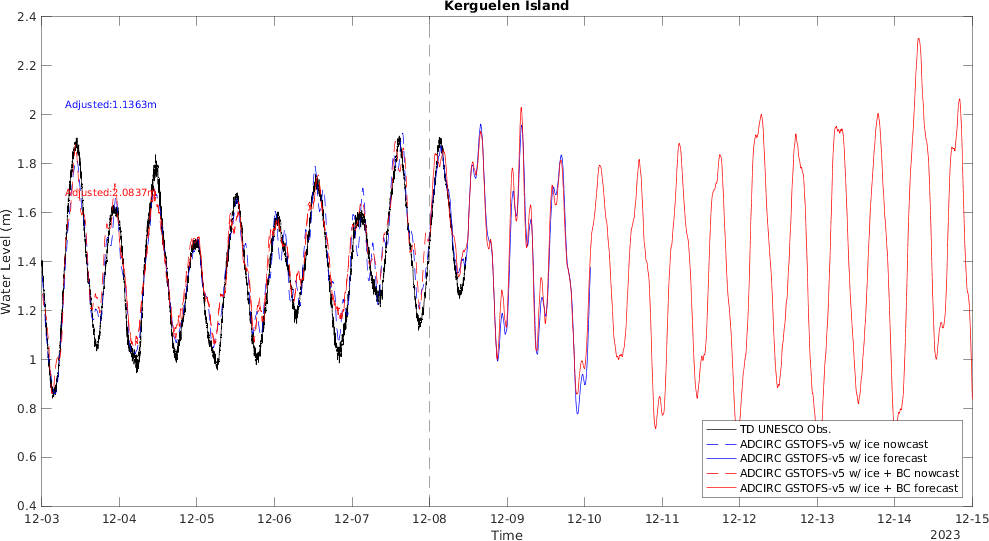 Kerguelen Island
2.4
2.2
2
1.8
1.6
1.4
1.2
1
0.8
0.6
0.4
Water Level (m)
Adjusted:1.1363m
Adjusted:2.0837m
TD UNESCO Obs.
ADCIRC GSTOFS-v5 w/ ice nowcast
ADCIRC GSTOFS-v5 w/ ice forecast
ADCIRC GSTOFS-v5 w/ ice + BC nowcast
ADCIRC GSTOFS-v5 w/ ice + BC forecast
12-03 12-04 12-05 12-06 12-07 12-08 12-09 12-10 12-11 12-12 12-13 12-14 12-15
Time
2023